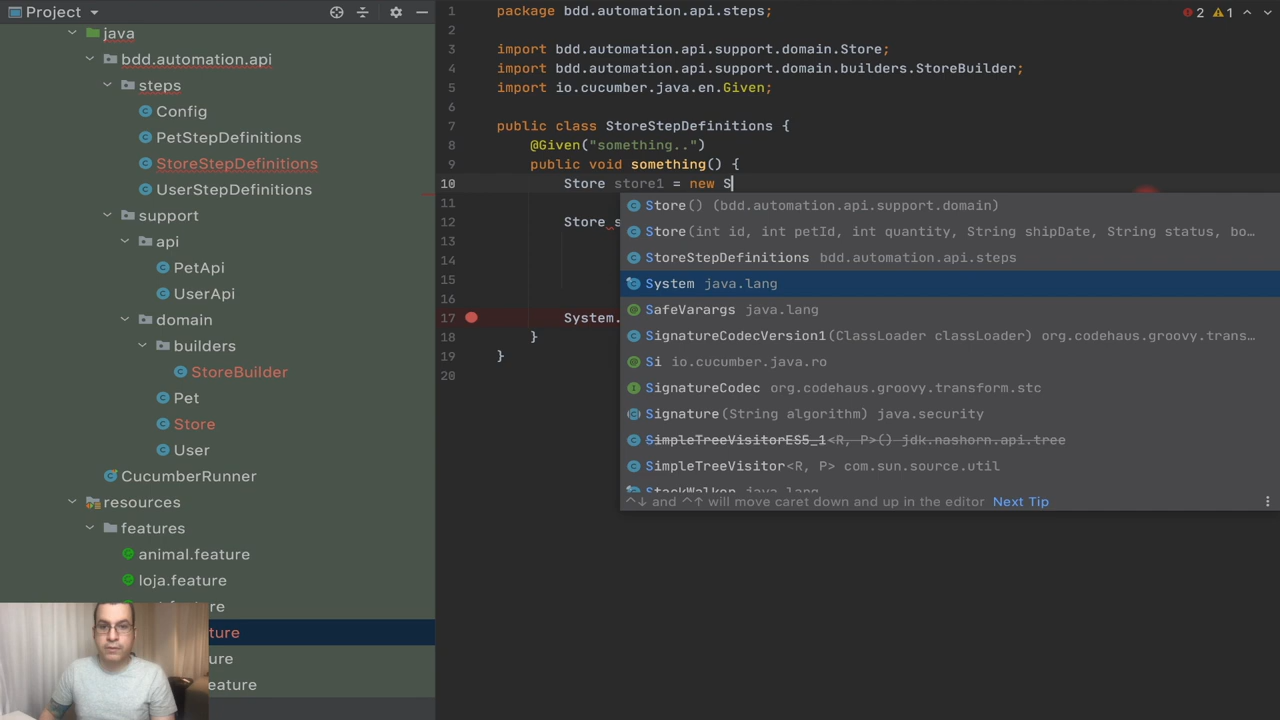 Project
java
bdd.automation.api
steps
Config
PetStepDefinitions
StoreStepDefinitions
UserStepDefinitions
support
api
PetApi
UserApi
domain
builders
StoreBuilder
Pet
Store
User
CucumberRunner
resources
features
animal.feature
loja.feature
ture
ture
ure
eature
1 package bdd.automation.api.steps;
2
3 import bdd.automation.api.support.domain.Store;
4 import bdd.automation.api.support.domain.builders.StoreBuilder;
5 import io.cucumber.java.en.Given;
6
7 public class StoreStepDefinitions {
8 @Given("something..")
9 public void something() {
10 Store store1 = new S
11
12 Store s
13
14
15
16
17 System.
18 }
19 }
20
2 1
Store() (bdd.automation.api.support.domain)
Store(int id, int petId, int quantity, String shipDate, String status, bo…
StoreStepDefinitions bdd.automation.api.steps
System java.lang
SafeVarargs java.lang
SignatureCodecVersion1(ClassLoader classLoader) org.codehaus.groovy.trans…
Si io.cucumber.java.ro
SignatureCodec org.codehaus.groovy.transform.stc
Signature(String algorithm) java.security
SimpleTreeVisitorES5_1<R, P>() jdk.nashorn.api.tree
SimpleTreeVisitor<R, P> com.sun.source.util
StackWalker java.lang
^↓ and ^↑ will move caret down and up in the editor Next Tip